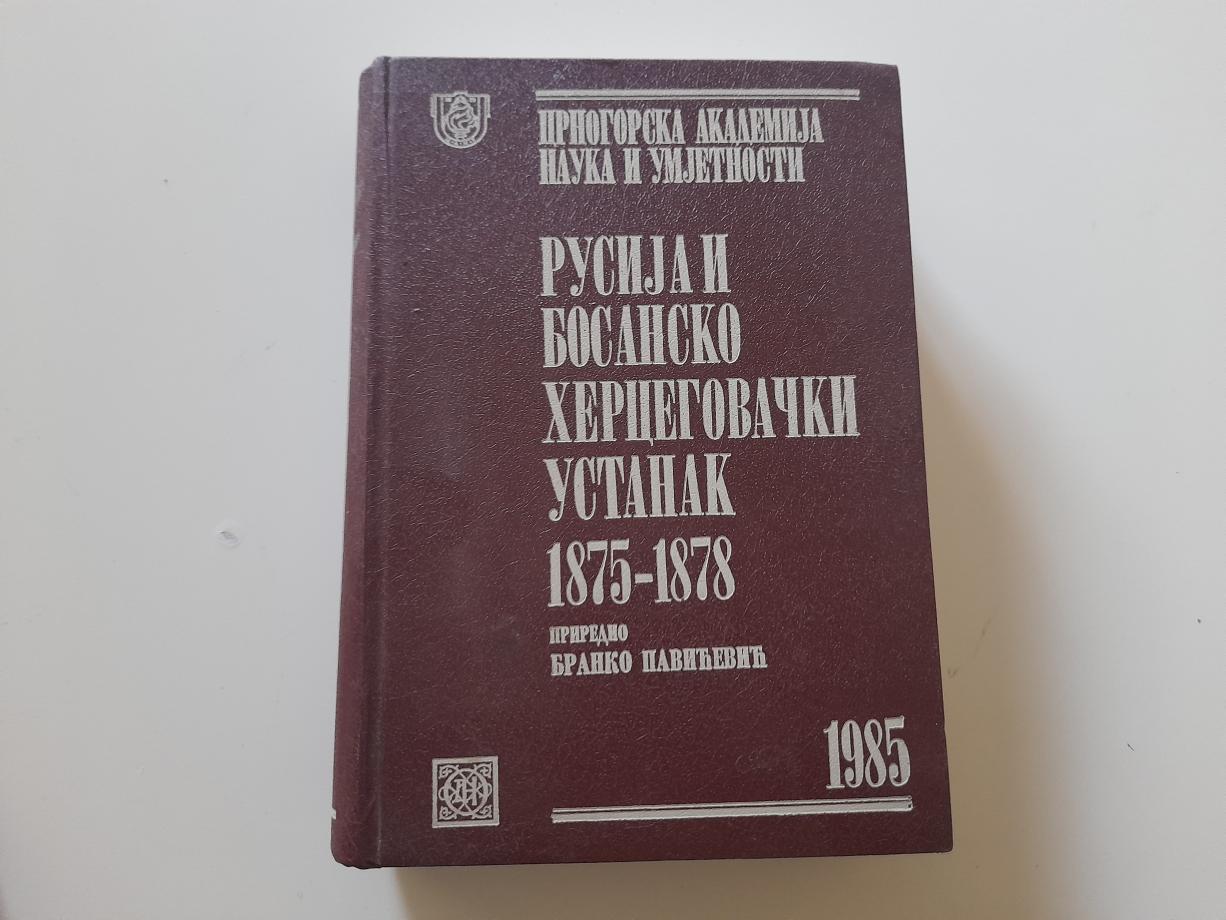 ЦРНОГОРСКА АКАДЕМИЈА
НАУКА И УМЈЕТНОСТИ
РУСИЈА И
БОСАНСКО
ХЕРЦЕГОВАЧКИ
УСТАНАК
1875-1878
ПРИРЕДИО
БРАНКО ПАВИЋЕВИЋ
1985